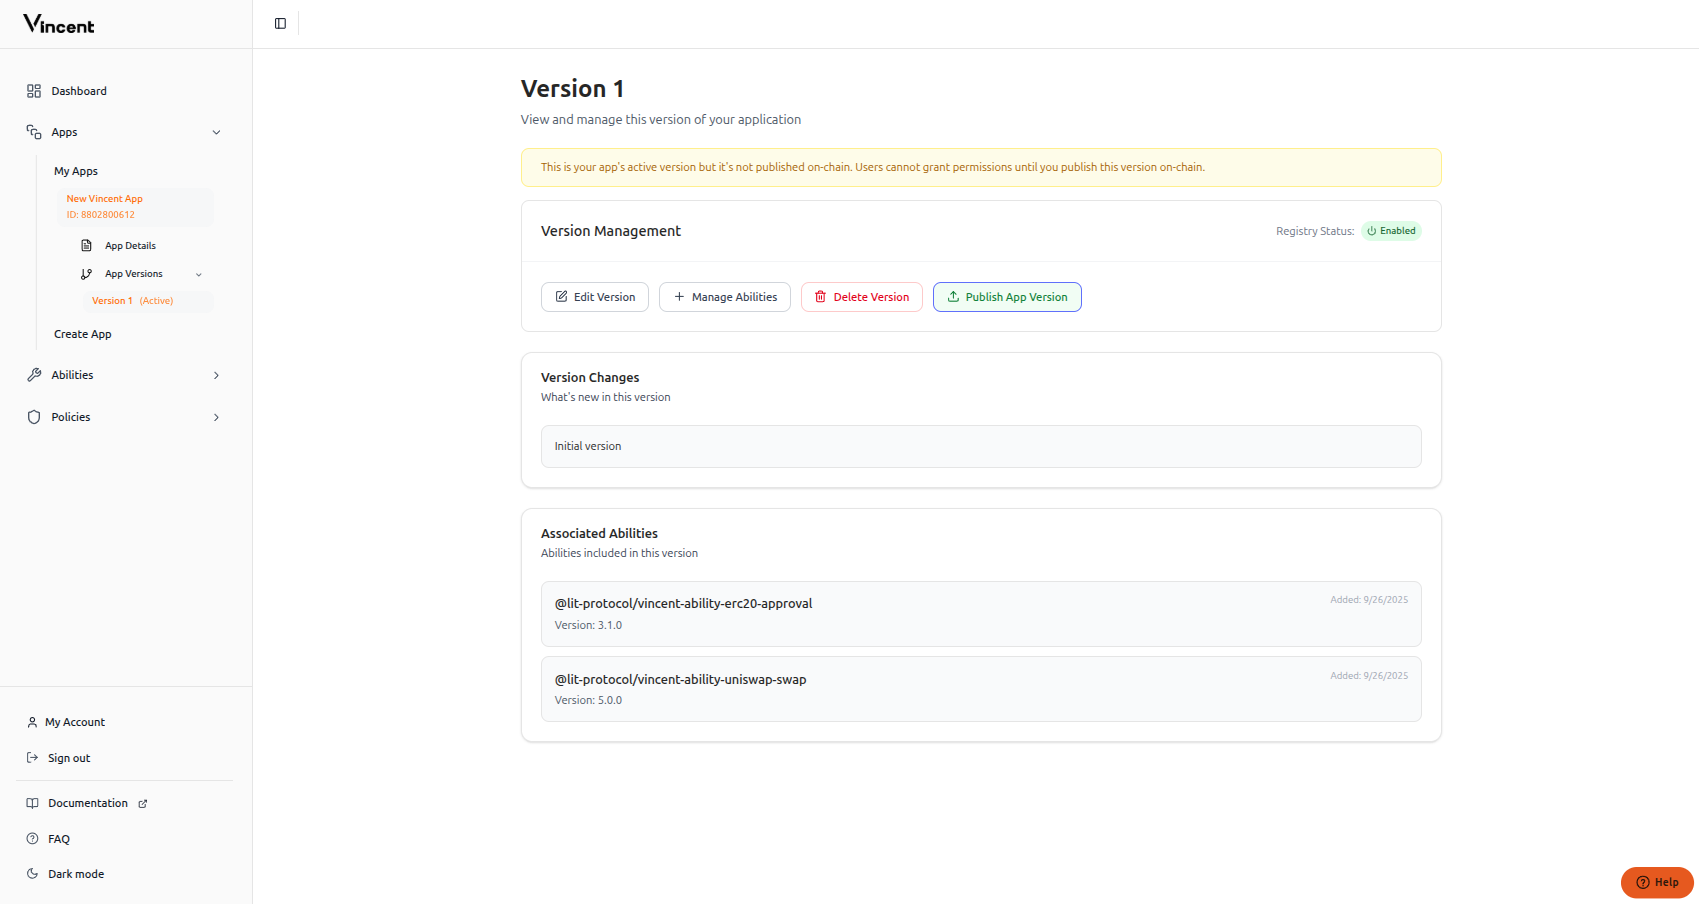 Vincent
Dashboard
Apps
My Apps
New Vincent App
ID: 8802800612
App Details
App Versions
Version 1 (Active)
Create App
Abilities
Policies
My Account
Sign out
Documentation
FAQ
Dark mode
Version 1
View and manage this version of your application
This is your app's active version but it's not published on-chain. Users cannot grant permissions until you publish this version on-chain.
Version Management
Registry Status: Enabled
Edit Version
Manage Abilities
Delete Version
Publish App Version
Version Changes
What's new in this version
Initial version
Associated Abilities
Abilities included in this version
@lit-protocol/vincent-ability-erc20-approval
Added: 9/26/2025
Version: 3.1.0
@lit-protocol/vincent-ability-uniswap-swap
Added: 9/26/2025
Version: 5.0.0
Help